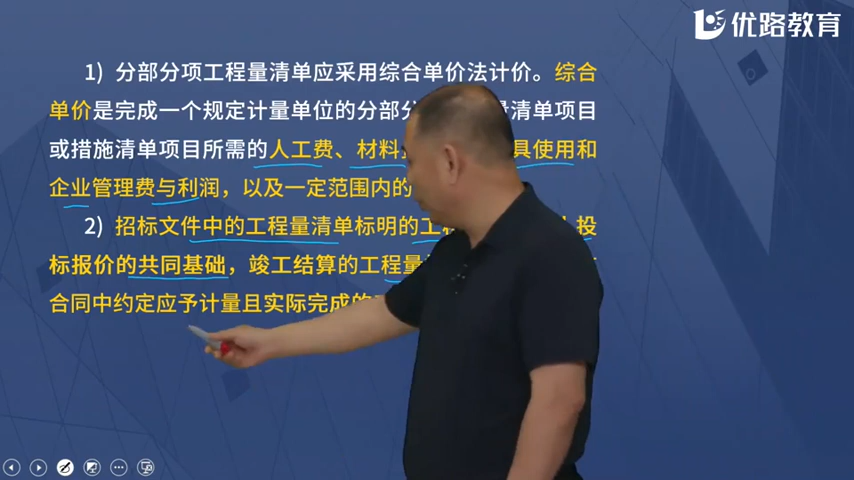 优路教育
1）分部分项工程量清单应采用综合单价法计价。综合
单价是完成一个规定计量单位的分部分 量清单项目
或措施清单项目所需的人工费、材料 具使用和
企业管理费与利润，以及一定范围内的
2）招标文件中的工程量清单标明的工 投
标报价的共同基础，竣工结算的工程量
合同中约定应予计量且实际完成的